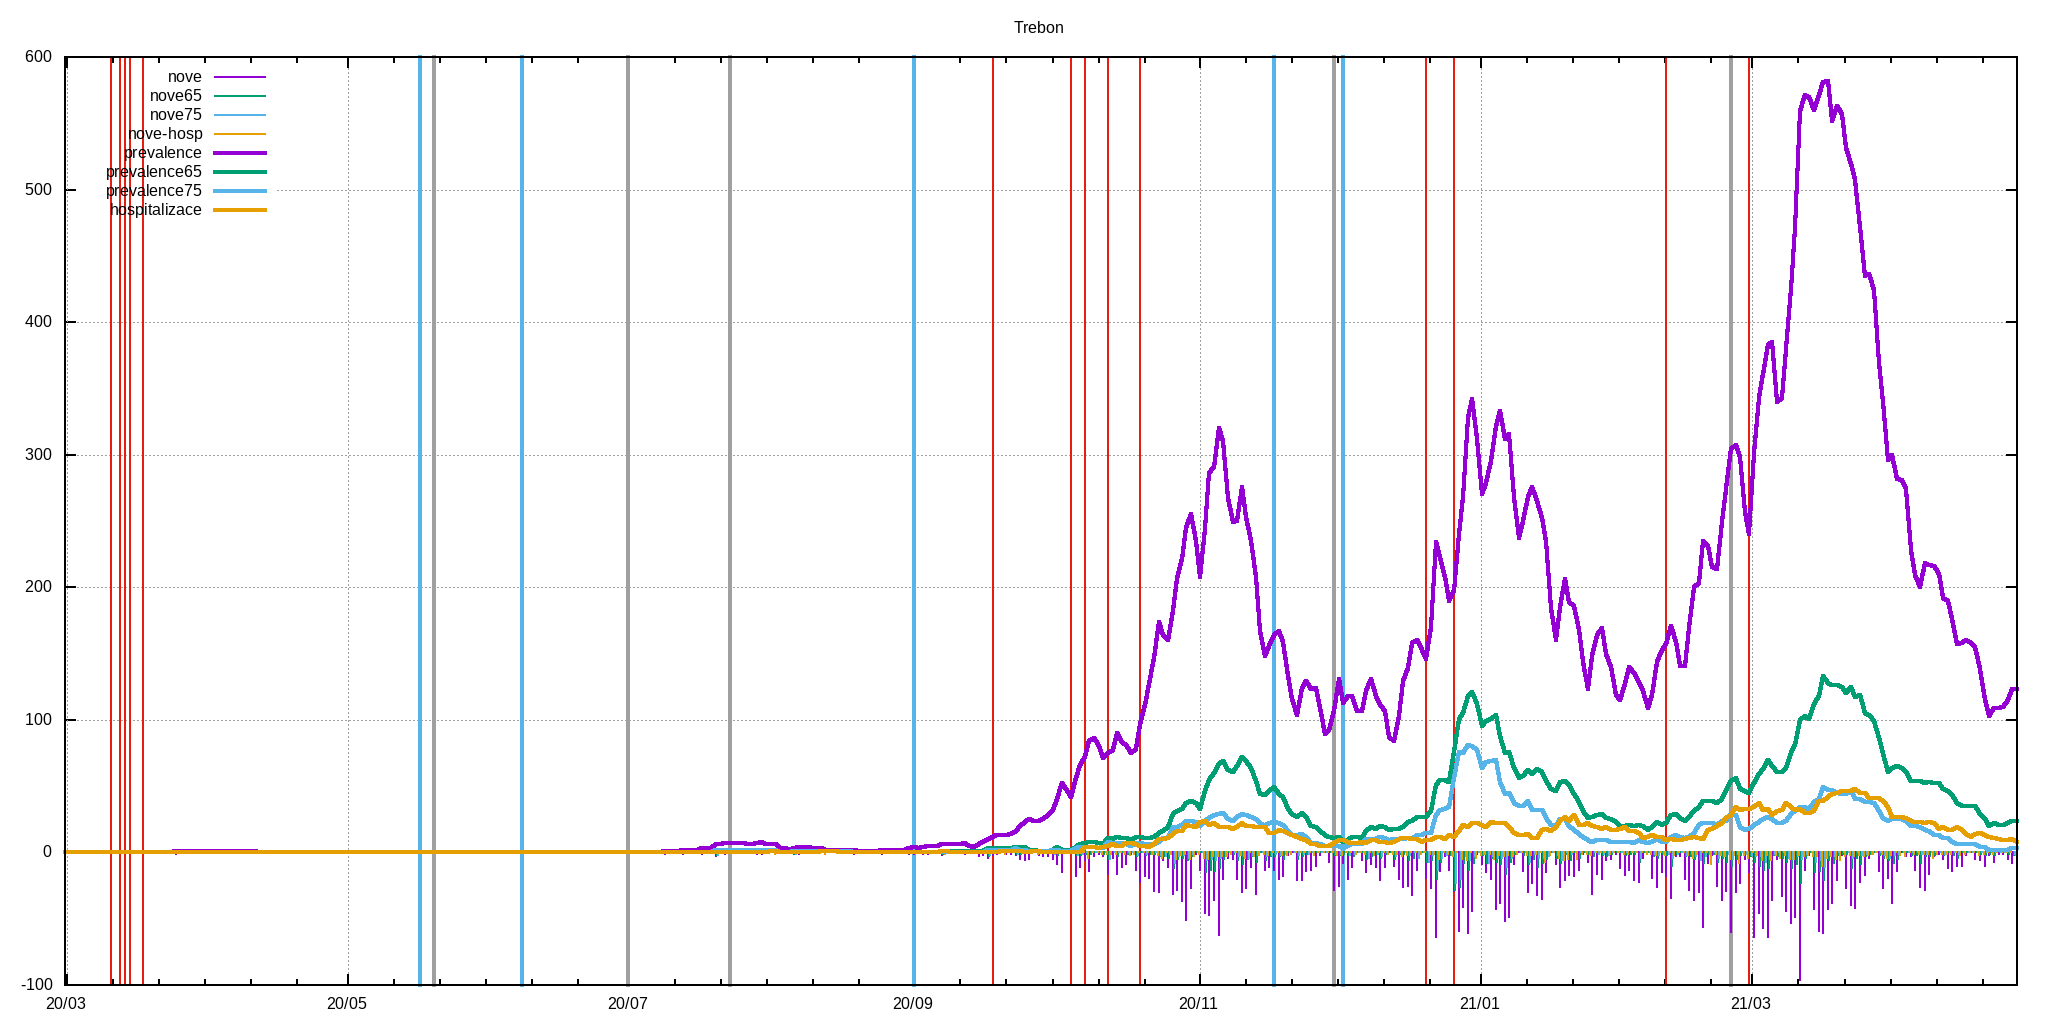 Trebon
600
500
400
300
200
100
0
-100
nove
nove65
nove75
nove-hosp
prevalence
prevalence65
prevalence75
hospitalizace
20/03 20/05 20/07 20/09 20/11 21/01 21/03